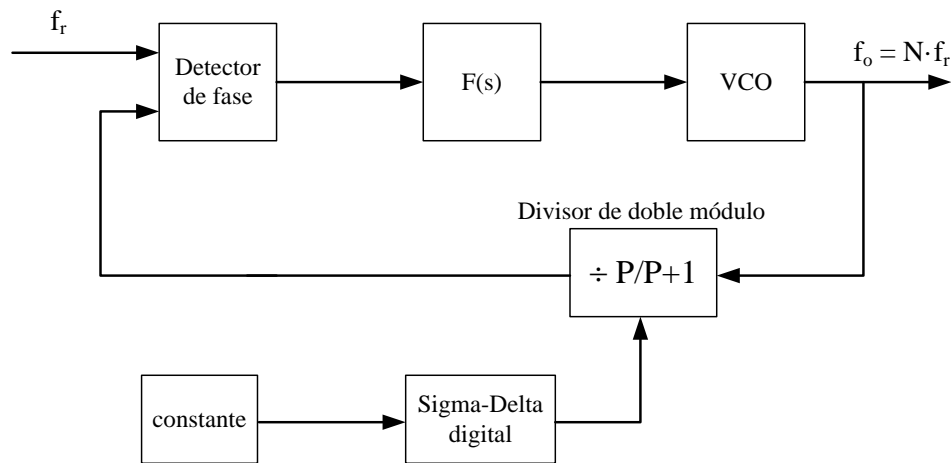 f_r
Detector
de fase
F(s)
VCO
f_o = N·f_r
Divisor de doble módulo
÷ P/P+1
constante
Sigma-Delta
digital